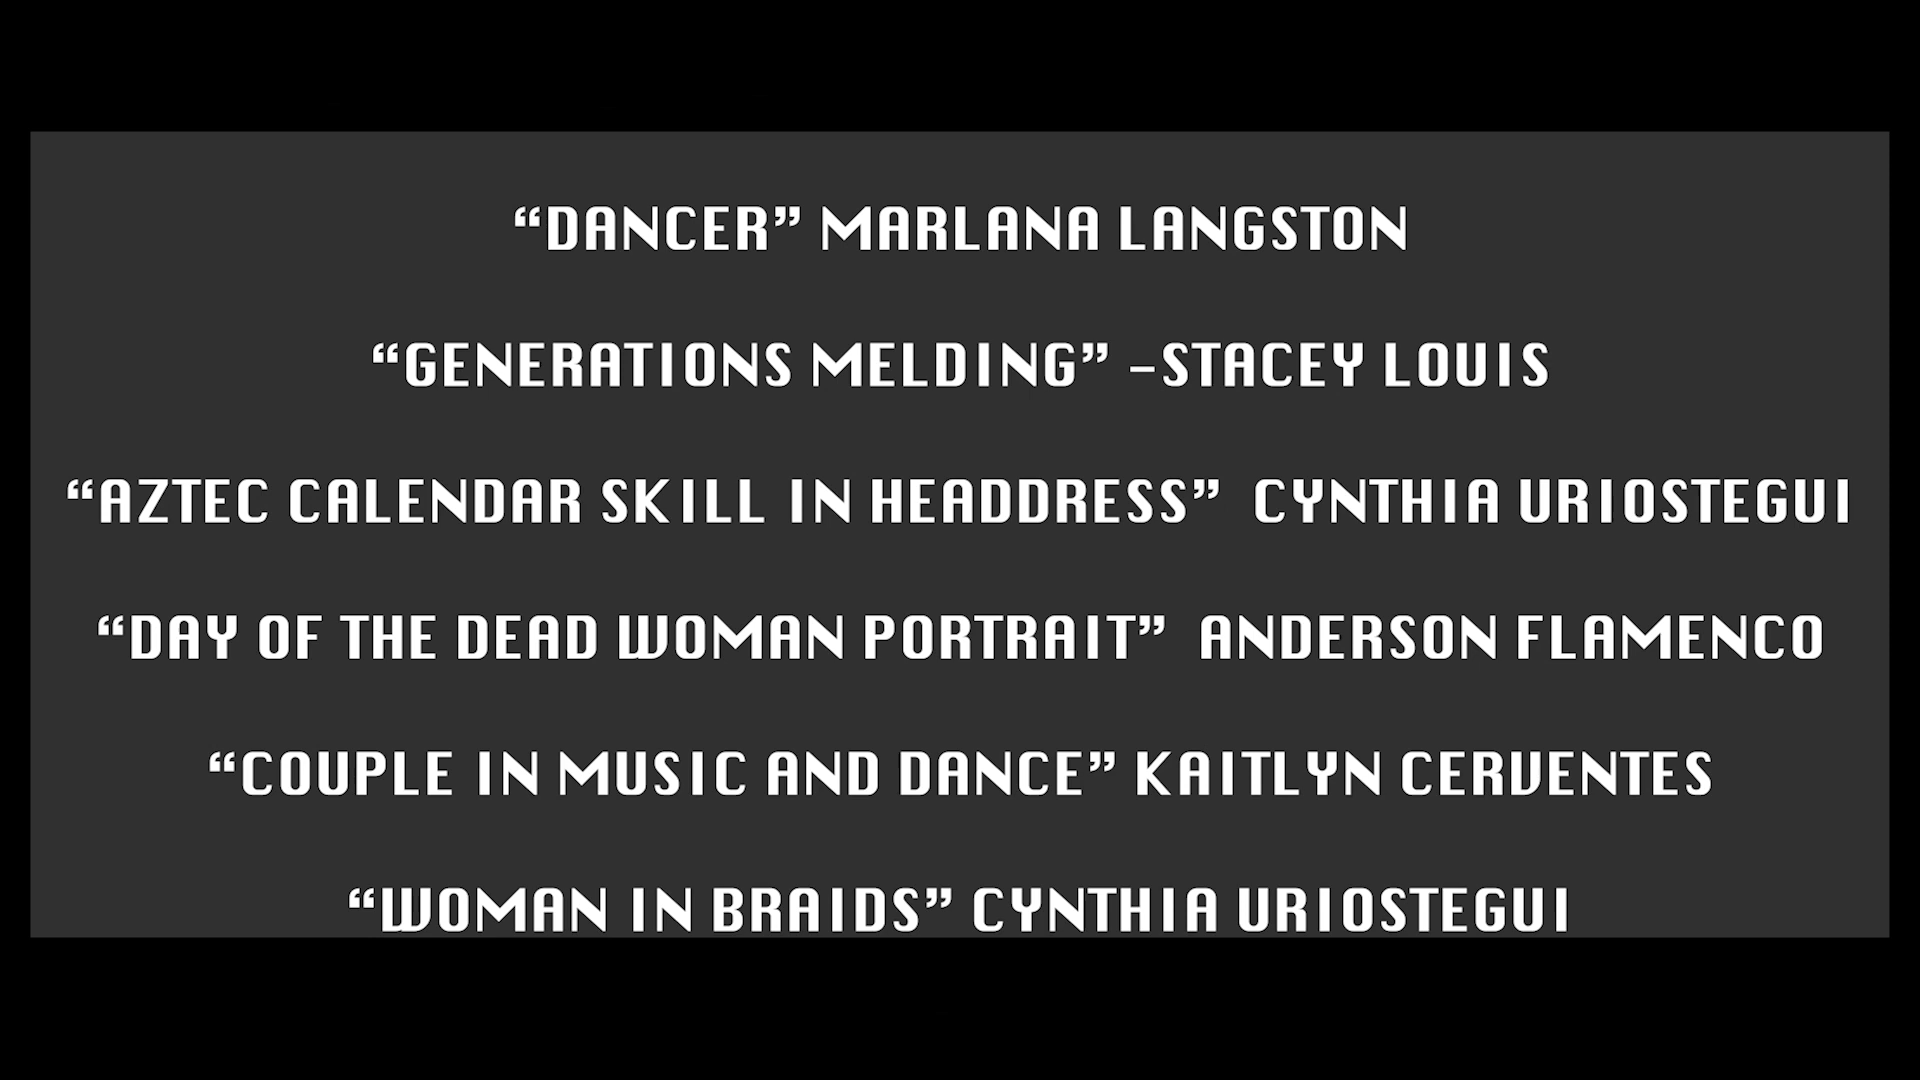 “DANCER” MARLANA LANGSTON
“GENERATIONS MELDING” –STACEY LOUIS
“AZTEC CALENDAR SKILL IN HEADDRESS” CYNTHIA URIOSTEGUI
“DAY OF THE DEAD WOMAN PORTRAIT” ANDERSON FLAMENCO
“COUPLE IN MUSIC AND DANCE” KAITLYN CERVENTES
“WOMAN IN BRAIDS” CYNTHIA URIOSTEGUI